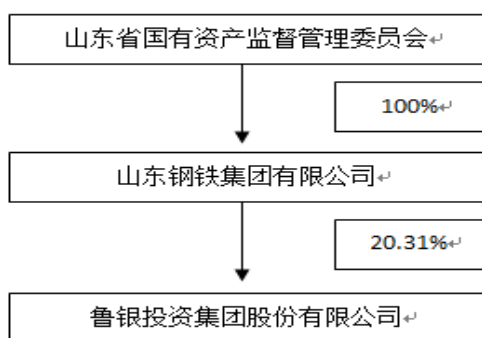 山东省国有资产监督管理委员会
100%
山东钢铁集团有限公司
20.31%
鲁银投资集团股份有限公司